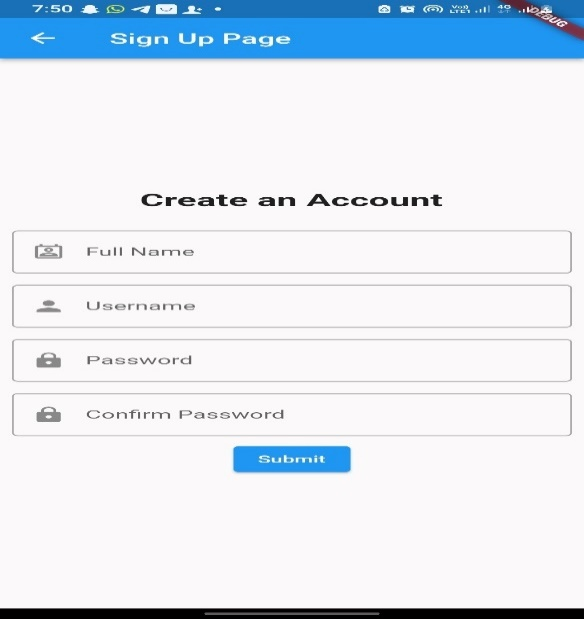 7:50
DEBUG
Sign Up Page
Create an Account
Full Name
Username
Password
Confirm Password
Submit